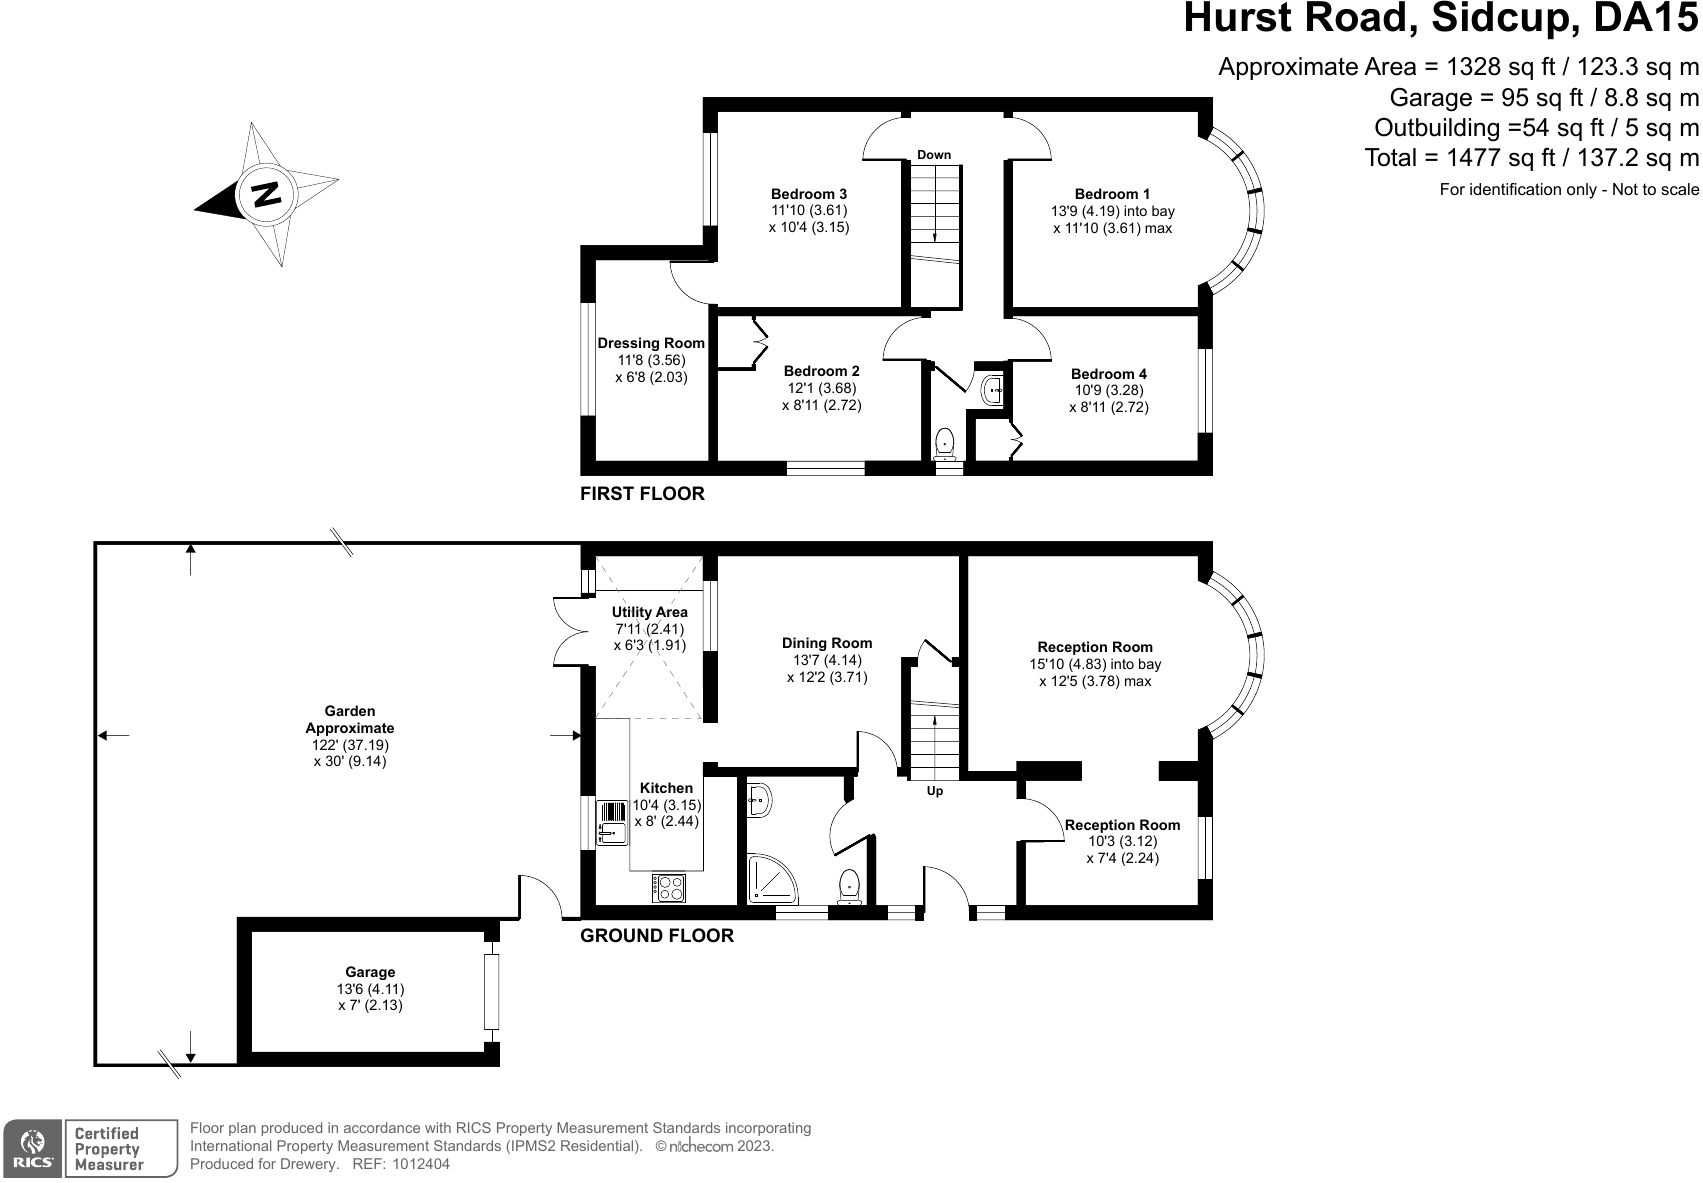 Hurst Road, Sidcup, DA15
Approximate Area = 1328 sq ft / 123.3 sq m
Garage = 95 sq ft / 8.8 sq m
Outbuilding =54 sq ft / 5 sq m
Total = 1477 sq ft / 137.2 sq m
For identification only - Not to scale
N
Down
Bedroom 3
11'10 (3.61)
x 10'4 (3.15)
Bedroom 1
13'9 (4.19) into bay
x 11'10 (3.61) max
Dressing Room
11'8 (3.56)
x 6'8 (2.03)
Bedroom 2
12'1 (3.68)
x 8'11 (2.72)
Bedroom 4
10'9 (3.28)
x 8'11 (2.72)
FIRST FLOOR
Utility Area
7'11 (2.41)
x 6'3 (1.91)
Dining Room
13'7 (4.14)
x 12'2 (3.71)
Reception Room
15'10 (4.83) into bay
x 12'5 (3.78) max
Garden
Approximate
122' (37.19)
x 30' (9.14)
Kitchen
10'4 (3.15)
x 8' (2.44)
Up
Reception Room
10'3 (3.12)
x 7'4 (2.24)
GROUND FLOOR
Garage
13'6 (4.11)
x 7' (2.13)
RICS
Certified
Property
Measurer
Floor plan produced in accordance with RICS Property Measurement Standards incorporating
International Property Measurement Standards (IPMS2 Residential). © nichecom 2023.
Produced for Drewery. REF: 1012404